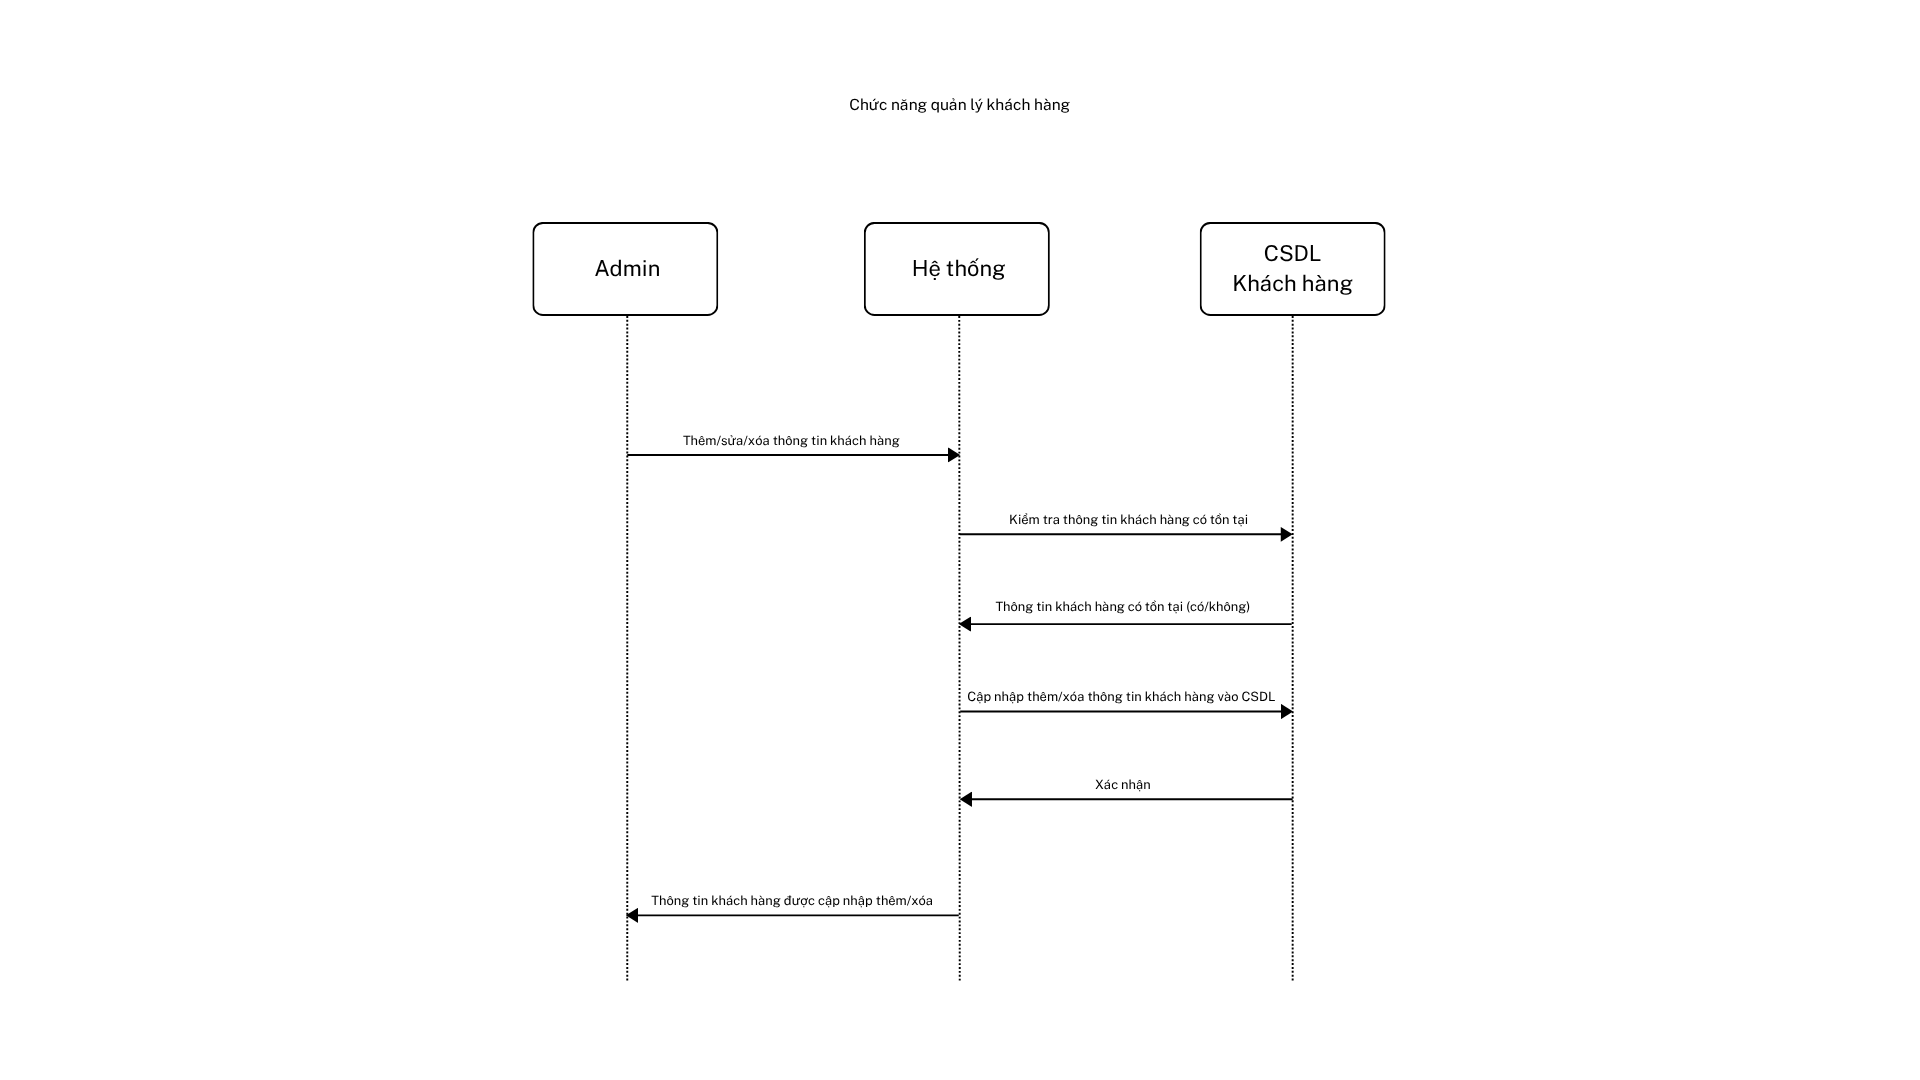 Chức năng quản lý khách hàng
Admin
Hệ thống
CSDL
Khách hàng
Thêm/sửa/xóa thông tin khách hàng
Kiểm tra thông tin khách hàng có tồn tại
Thông tin khách hàng có tồn tại (có/không)
Cập nhập thêm/xóa thông tin khách hàng vào CSDL
Xác nhận
Thông tin khách hàng được cập nhập thêm/xóa